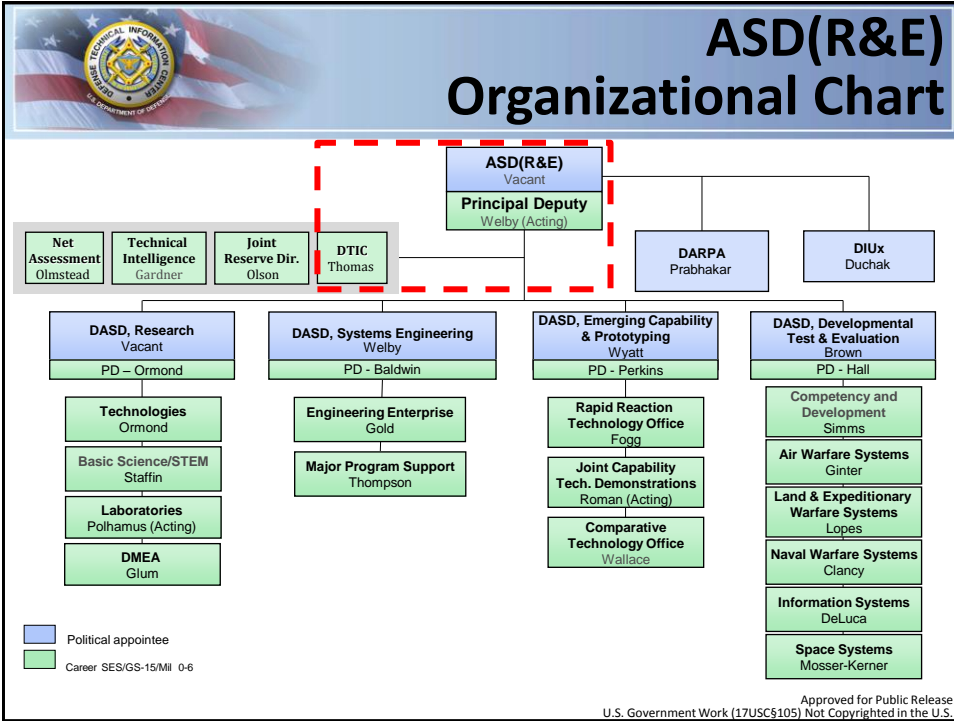 DEFENSE TECHNICAL INFORMATION CENTER
U.S. DEPARTMENT OF DEFENSE
ASD(R&E)
Organizational Chart
ASD(R&E)
Vacant
Principal Deputy
Welby (Acting)
Net
Assessment
Olmstead
Technical
Intelligence
Gardner
Joint
Reserve Dir.
Olson
DTIC
Thomas
DARPA
Prabhakar
DIUx
Duchak
DASD, Research
Vacant
PD – Ormond
Technologies
Ormond
Basic Science/STEM
Staffin
Laboratories
Polhamus (Acting)
DMEA
Glum
DASD, Systems Engineering
Welby
PD - Baldwin
Engineering Enterprise
Gold
Major Program Support
Thompson
DASD, Emerging Capability
& Prototyping
Wyatt
PD - Perkins
Rapid Reaction
Technology Office
Fogg
Joint Capability
Tech. Demonstrations
Roman (Acting)
Comparative
Technology Office
Wallace
DASD, Developmental
Test & Evaluation
Brown
PD - Hall
Competency and
Development
Simms
Air Warfare Systems
Ginter
Land & Expeditionary
Warfare Systems
Lopes
Naval Warfare Systems
Clancy
Information Systems
DeLuca
Space Systems
Mosser-Kerner
Political appointee
Career SES/GS-15/Mil 0-6
Approved for Public Release
U.S. Government Work (17USC§105) Not Copyrighted in the U.S.